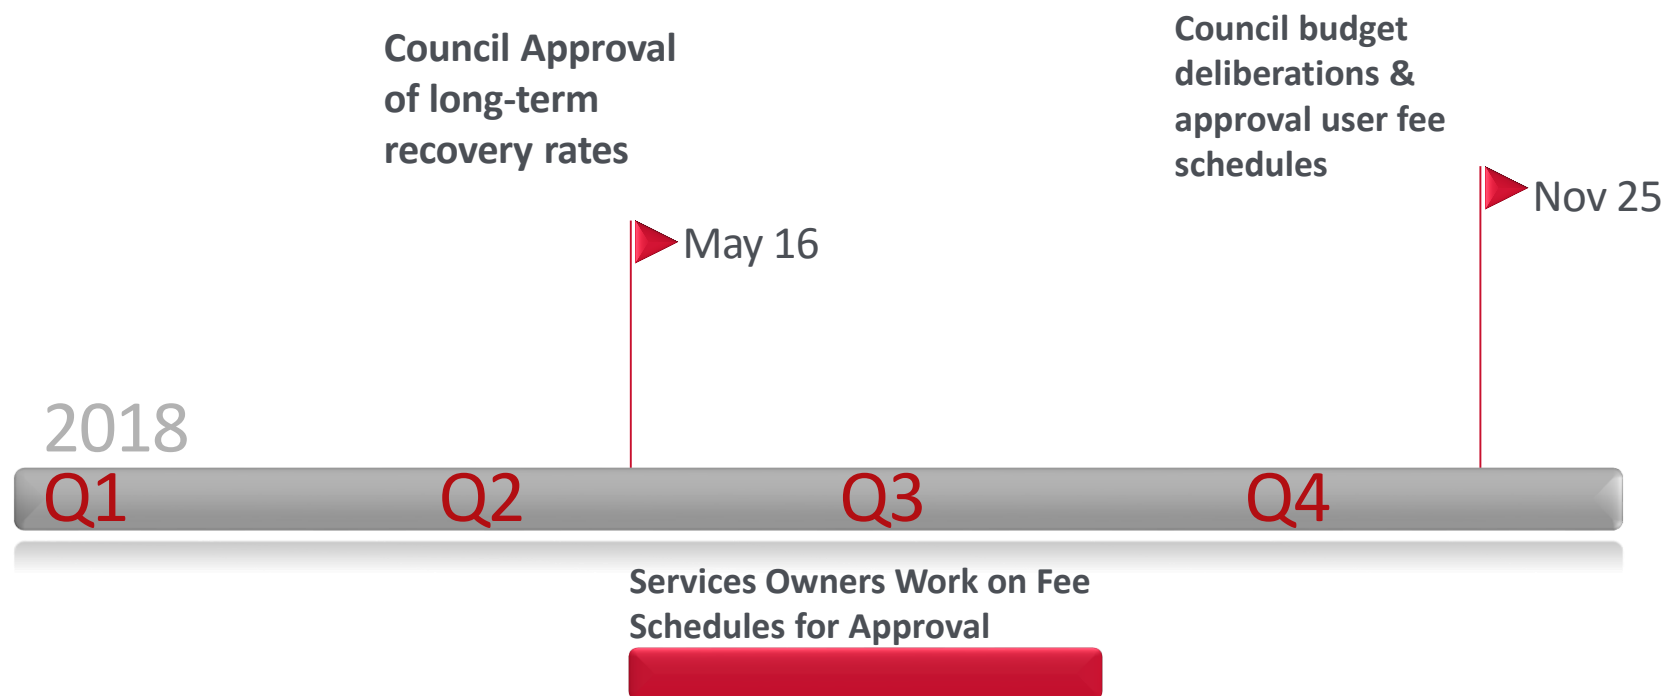 Council Approval
of long-term
recovery rates
May 16
Council budget
deliberations &
approval user fee
schedules
Nov 25
2018
Q1
Q2
Q3
Q4
Services Owners Work on Fee
Schedules for Approval